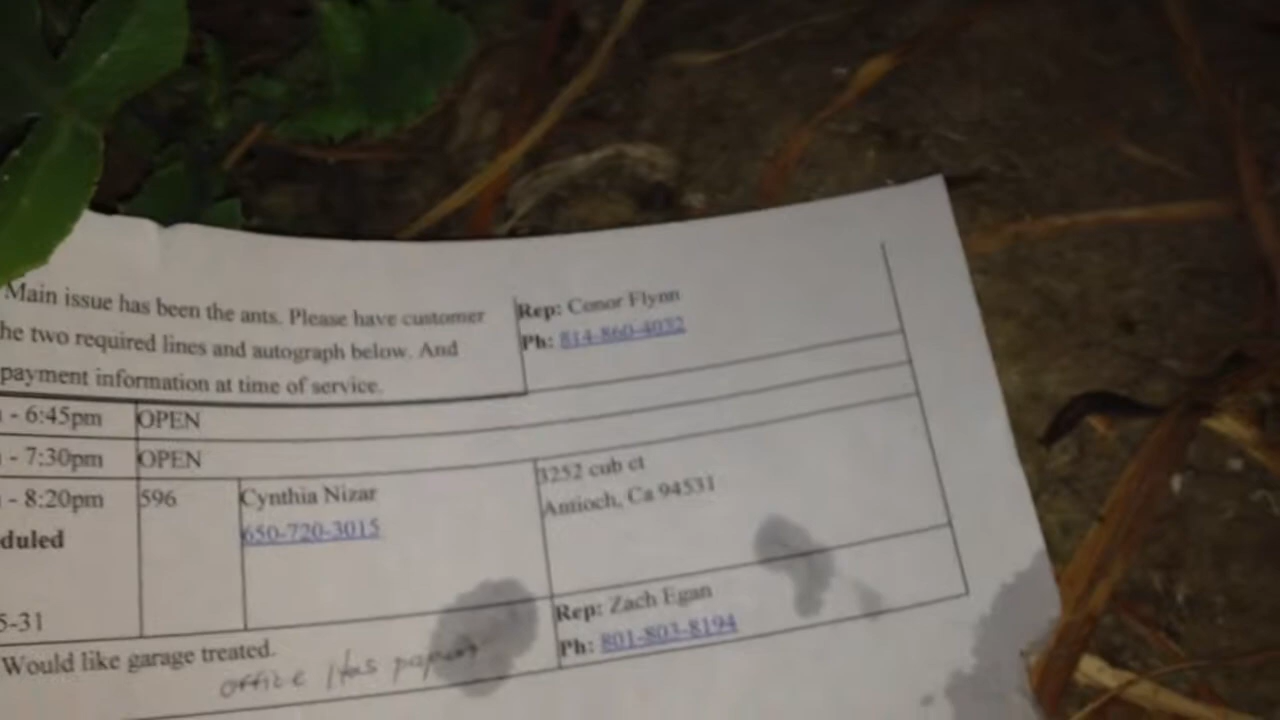 Main issue has been the ants. Please have customer
he two required lines and autograph below. And
payment information at time of service.
Rep: Conor Flynn
Ph: 814-860-4032
- 6:45pm OPEN
- 7:30pm OPEN
- 8:20pm 596 Cynthia Nizar
650-720-3015
3252 cub ct
Antioch, Ca 94531
duled
5-31
Rep: Zach Egan
Ph: 801-803-8194
Would like garage treated.
office Has